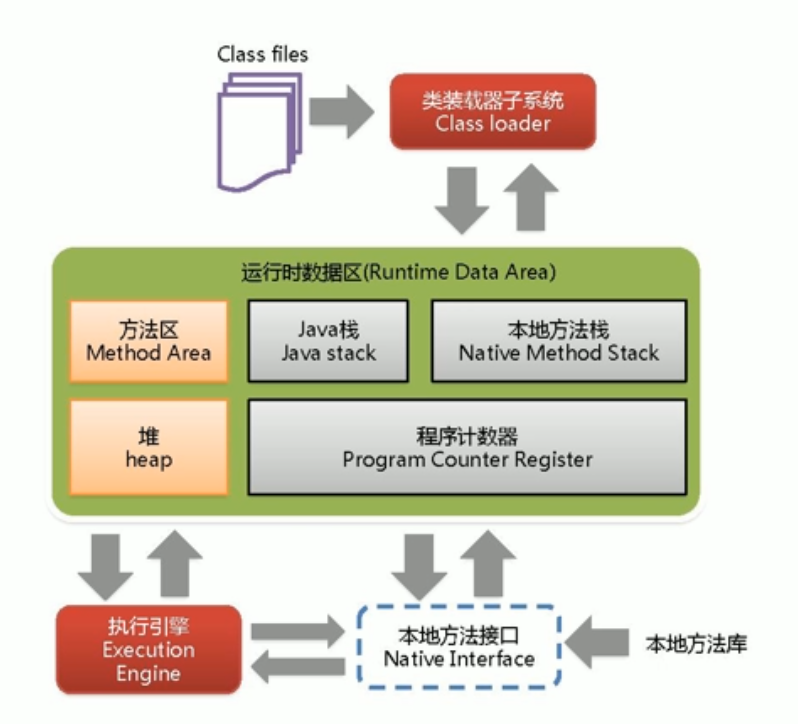 Class files
类装载器子系统
Class loader
运行时数据区(Runtime Data Area)
方法区
Method Area
Java栈
Java stack
本地方法栈
Native Method Stack
堆
heap
程序计数器
Program Counter Register
执行引擎
Execution
Engine
本地方法接口
Native Interface
本地方法库